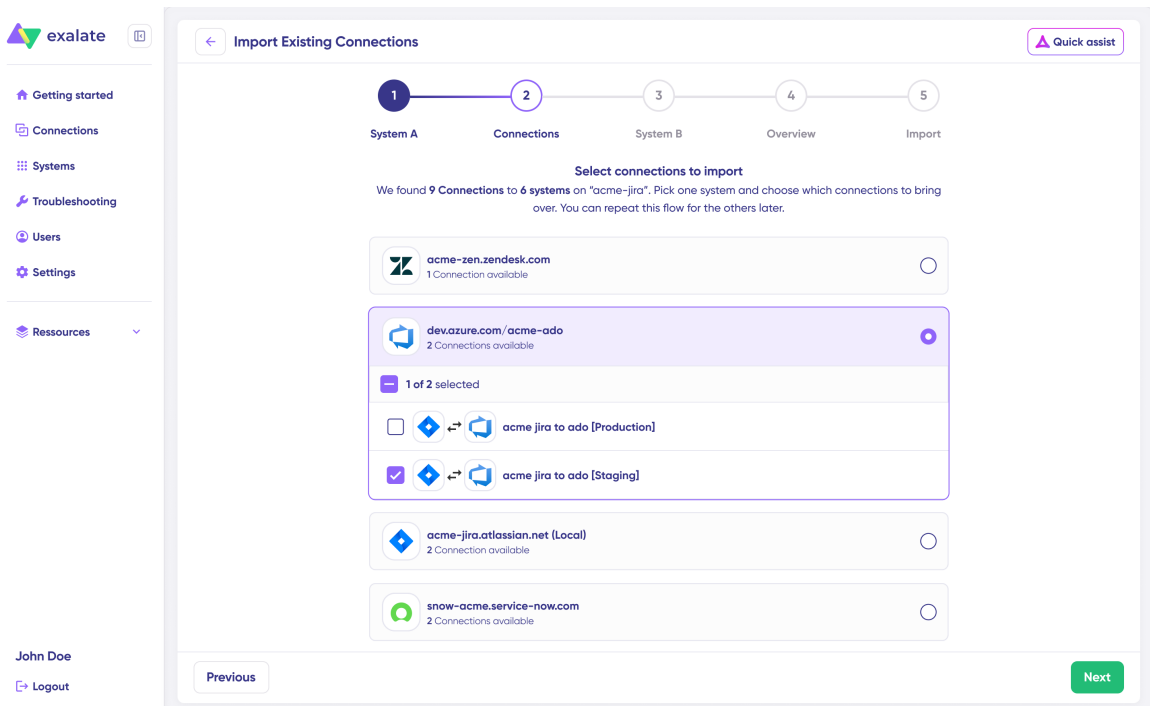 exalate
Getting started
Connections
Systems
Troubleshooting
Users
Settings
Ressources
John Doe
Logout
Import Existing Connections
Quick assist
1
2
3
4
5
System A
Connections
System B
Overview
Import
Select connections to import
We found 9 Connections to 6 systems on “acme-jira”. Pick one system and choose which connections to bring
over. You can repeat this flow for the others later.
acme-zen.zendesk.com
1 Connection available
dev.azure.com/acme-ado
2 Connections available
1 of 2 selected
acme jira to ado [Production]
acme jira to ado [Staging]
acme-jira.atlassian.net (Local)
2 Connection available
snow-acme.service-now.com
2 Connections available
Previous
Next